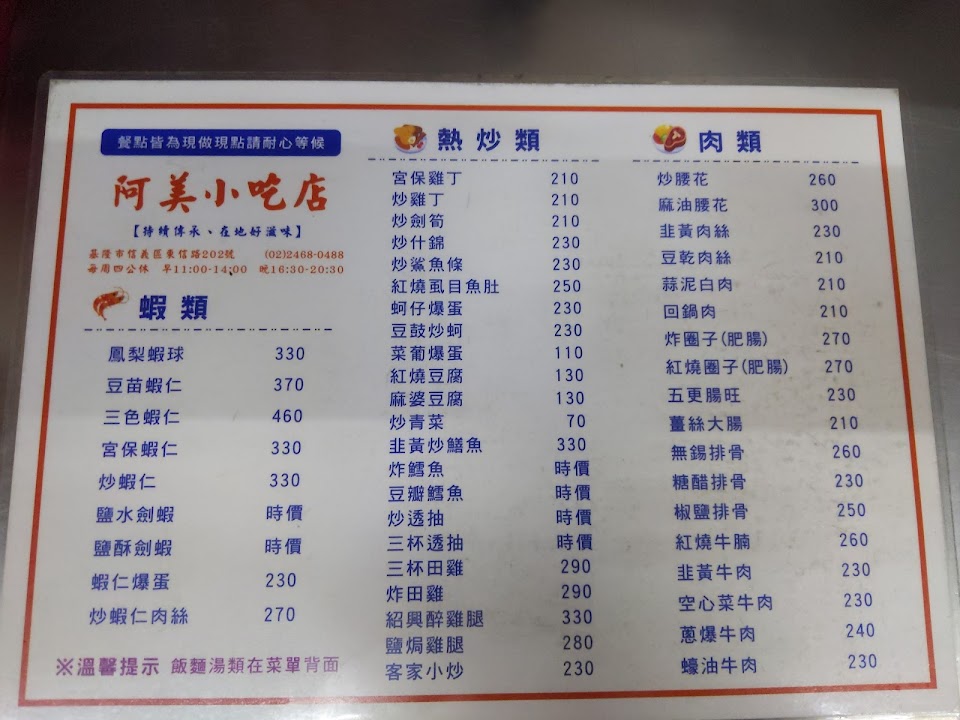 餐點皆為現做現點請耐心等候
阿美小吃店
【持續傳承、在地好滋味】
基隆市信義區東信路202號 (02)2468-0488
每周四公休 早11:00-14:00 晚16:30-20:30
蝦類
鳳梨蝦球 330
豆苗蝦仁 370
三色蝦仁 460
宮保蝦仁 330
炒蝦仁 330
鹽水劍蝦 時價
鹽酥劍蝦 時價
蝦仁爆蛋 230
炒蝦仁肉絲 270
※溫馨提示 飯麵湯類在菜單背面
熱炒類
宮保雞丁 210
炒雞丁 210
炒劍筍 210
炒什錦 230
炒鯊魚條 230
紅燒虱目魚肚 250
蚵仔爆蛋 230
豆鼓炒蚵 230
菜葡爆蛋 110
紅燒豆腐 130
麻婆豆腐 130
炒青菜 70
韭黃炒鱔魚 330
炸鱈魚 時價
豆瓣鱈魚 時價
炒透抽 時價
三杯透抽 時價
三杯田雞 290
炸田雞 290
紹興醉雞腿 330
鹽焗雞腿 280
客家小炒 230
肉類
炒腰花 260
麻油腰花 300
韭黃肉絲 230
豆乾肉絲 210
蒜泥白肉 210
回鍋肉 210
炸圈子(肥腸) 270
紅燒圈子(肥腸) 270
五更腸旺 230
薑絲大腸 210
無錫排骨 260
糖醋排骨 230
椒鹽排骨 250
紅燒牛腩 260
韭黃牛肉 230
空心菜牛肉 230
蔥爆牛肉 240
蠔油牛肉 230